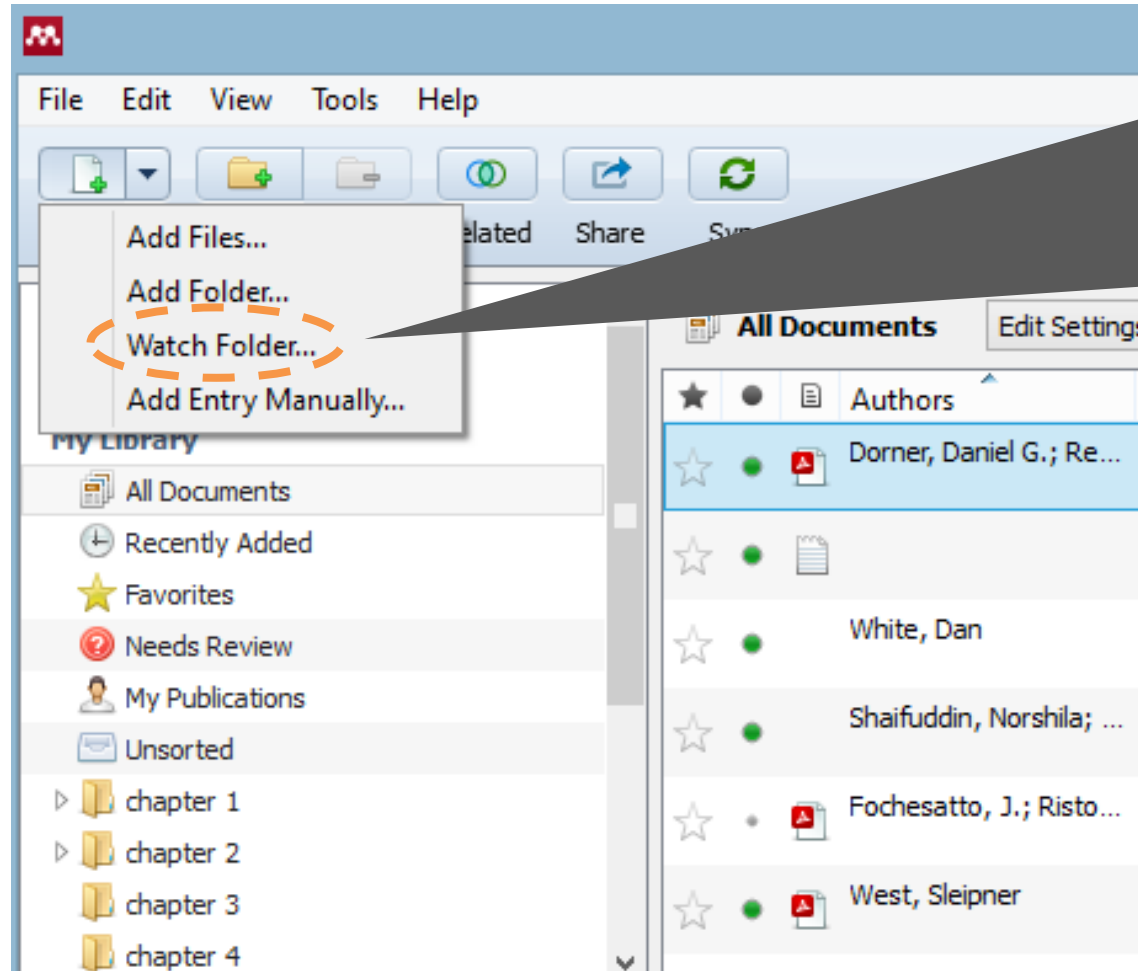 File Edit View Tools Help
elated Share
Add Files...
Add Folder...
Watch Folder...
Add Entry Manually...
My Library
All Documents
Recently Added
Favorites
Needs Review
My Publications
Unsorted
chapter 1
chapter 2
chapter 3
chapter 4
All Documents Edit Settings
Authors
Dorner, Daniel G.; Re...
White, Dan
Shaifuddin, Norshila; ...
Fochesatto, J.; Risto...
West, Sleipner